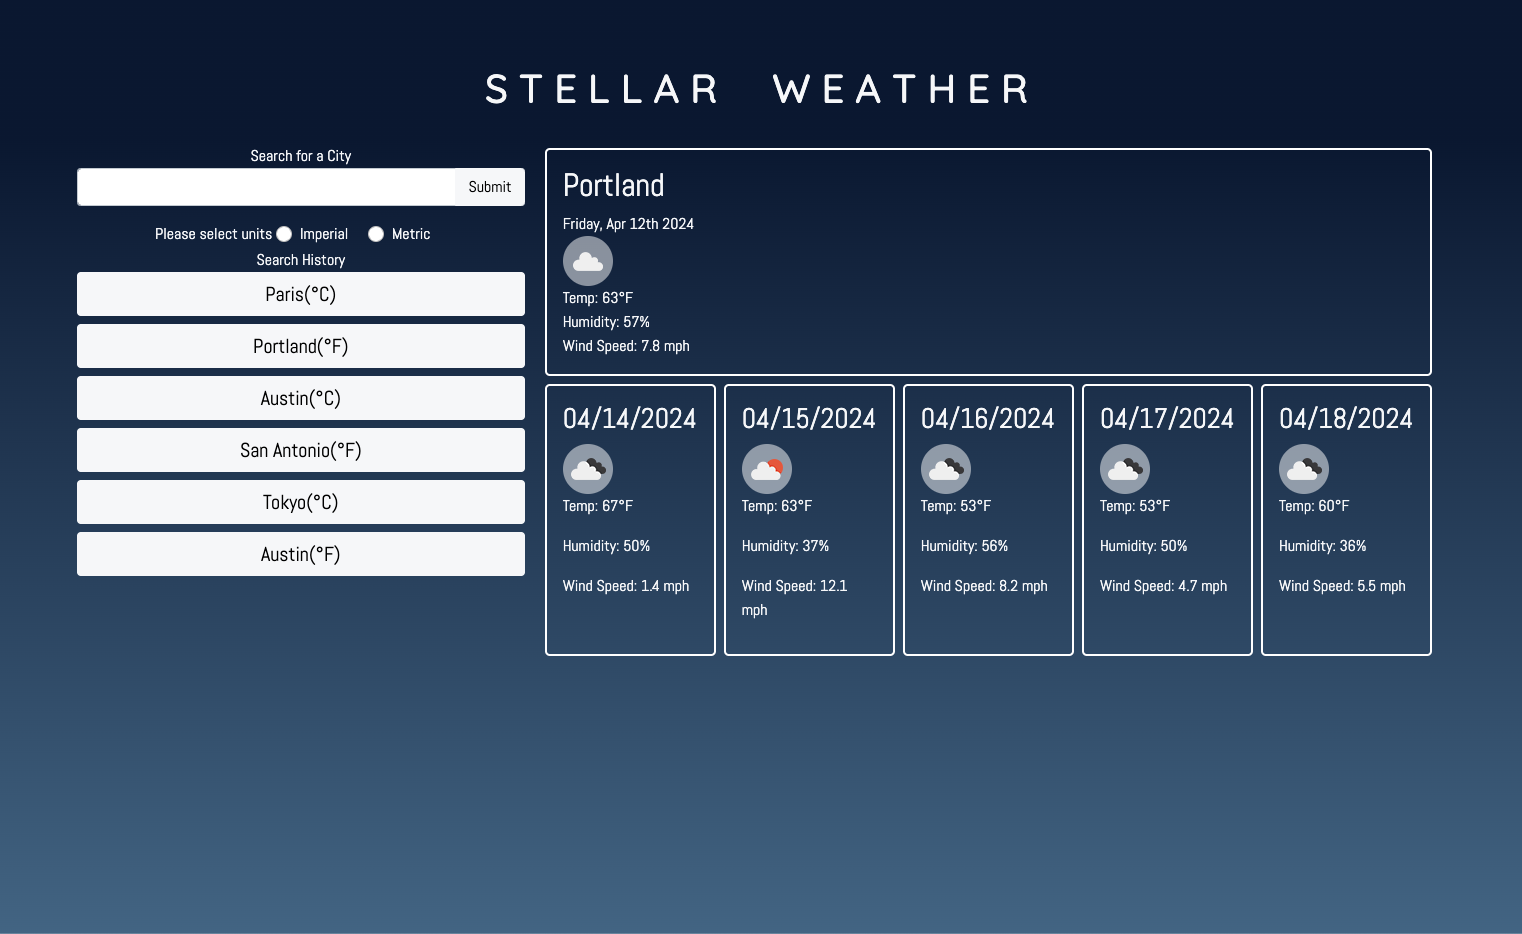 STELLAR WEATHER
Search for a City
Submit
Please select units Imperial Metric
Search History
Paris(°C)
Portland(°F)
Austin(°C)
San Antonio(°F)
Tokyo(°C)
Austin(°F)
Portland
Friday, Apr 12th 2024
Temp: 63°F
Humidity: 57%
Wind Speed: 7.8 mph
04/14/2024
Temp: 67°F
Humidity: 50%
Wind Speed: 1.4 mph
04/15/2024
Temp: 63°F
Humidity: 37%
Wind Speed: 12.1
mph
04/16/2024
Temp: 53°F
Humidity: 56%
Wind Speed: 8.2 mph
04/17/2024
Temp: 53°F
Humidity: 50%
Wind Speed: 4.7 mph
04/18/2024
Temp: 60°F
Humidity: 36%
Wind Speed: 5.5 mph